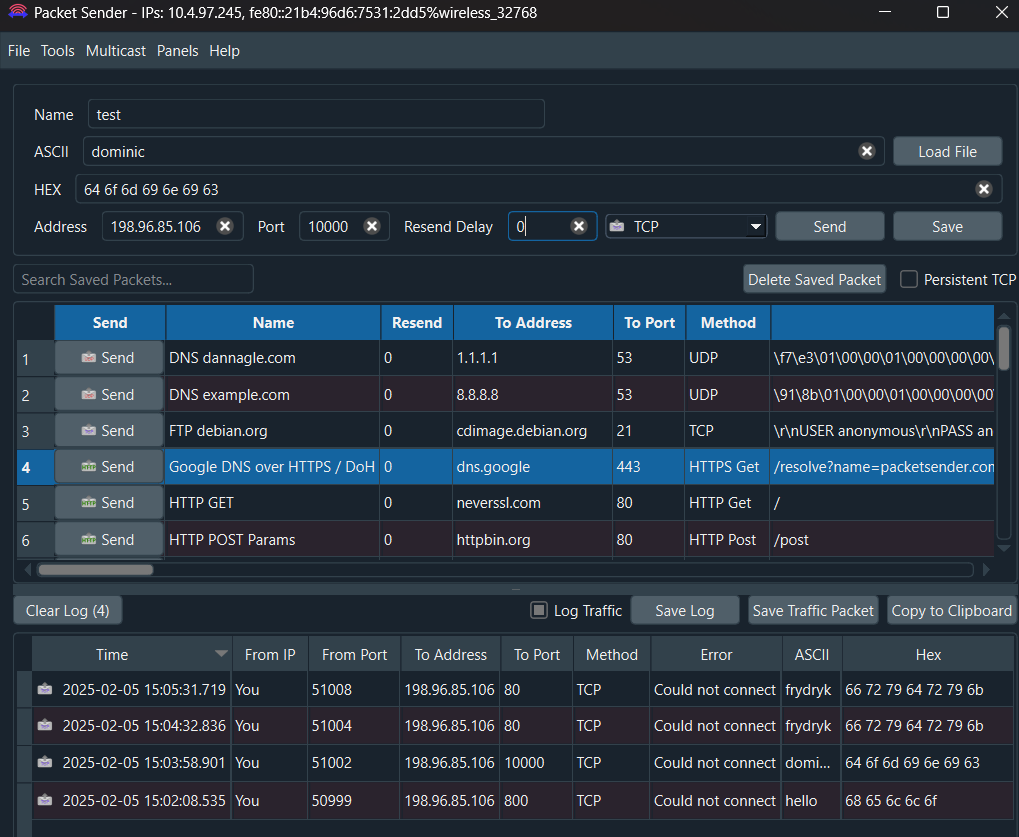 Packet Sender - IPs: 10.4.97.245, fe80::21b4:96d6:7531:2dd5%wireless_32768
File Tools Multicast Panels Help
Name test
ASCII dominic Load File
HEX 64 6f 6d 69 6e 69 63
Address 198.96.85.106 Port 10000 Resend Delay 0 TCP Send Save
Search Saved Packets... Delete Saved Packet Persistent TCP
Send Name Resend To Address To Port Method
1 Send DNS dannagle.com 0 1.1.1.1 53 UDP \f7\e3\01\00\00\01\00\00\00\00\
2 Send DNS example.com 0 8.8.8.8 53 UDP \91\8b\01\00\00\01\00\00\00\00\
3 Send FTP debian.org 0 cdimage.debian.org 21 TCP \r\nUSER anonymous\r\nPASS an
4 Send Google DNS over HTTPS / DoH 0 dns.google 443 HTTPS Get /resolve?name=packetsender.com
5 Send HTTP GET 0 neverssl.com 80 HTTP Get /
6 Send HTTP POST Params 0 httpbin.org 80 HTTP Post /post
Clear Log (4) Log Traffic Save Log Save Traffic Packet Copy to Clipboard
Time From IP From Port To Address To Port Method Error ASCII Hex
2025-02-05 15:05:31.719 You 51008 198.96.85.106 80 TCP Could not connect frydryk 66 72 79 64 72 79 6b
2025-02-05 15:04:32.836 You 51004 198.96.85.106 80 TCP Could not connect frydryk 66 72 79 64 72 79 6b
2025-02-05 15:03:58.901 You 51002 198.96.85.106 10000 TCP Could not connect domi... 64 6f 6d 69 6e 69 63
2025-02-05 15:02:08.535 You 50999 198.96.85.106 800 TCP Could not connect hello 68 65 6c 6c 6f